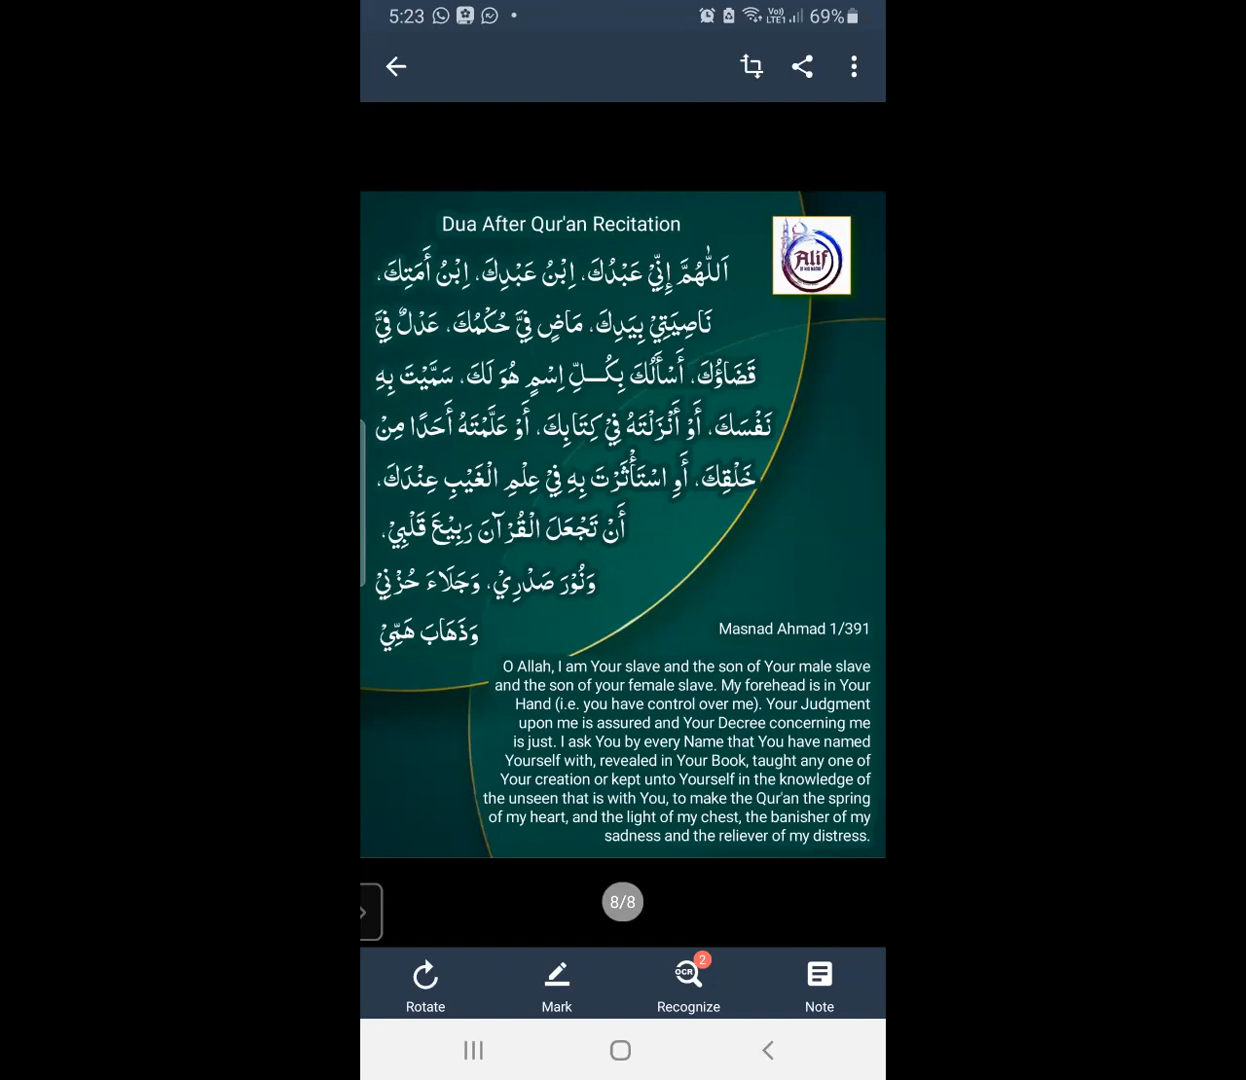 5:23
Vo))
LTE1
69%
Dua After Qur'an Recitation
Alif
اَللّٰهُمَّ إِنِّيْ عَبْدُكَ، اِبْنُ عَبْدِكَ، اِبْنُ أَمَتِكَ،
نَاصِيَتِيْ بِيَدِكَ، مَاضٍ فِيَّ حُكْمُكَ، عَدْلٌ فِيَّ
قَضَاؤُكَ، أَسْأَلُكَ بِكُـــلِّ اِسْمٍ هُوَ لَكَ، سَمَّيْتَ بِهِ
نَفْسَكَ، أَوْ أَنْزَلْتَهُ فِيْ كِتَابِكَ، أَوْ عَلَّمْتَهُ أَحَدًا مِنْ
خَلْقِكَ، أَوِ اسْتَأْثَرْتَ بِهِ فِيْ عِلْمِ الْغَيْبِ عِنْدَكَ،
أَنْ تَجْعَلَ الْقُرْآنَ رَبِيْعَ قَلْبِيْ،
وَنُوْرَ صَدْرِيْ، وَجَلَاءَ حُزْنِيْ
وَذَهَابَ هَمِّيْ
Masnad Ahmad 1/391
O Allah, I am Your slave and the son of Your male slave
and the son of your female slave. My forehead is in Your
Hand (i.e. you have control over me). Your Judgment
upon me is assured and Your Decree concerning me
is just. I ask You by every Name that You have named
Yourself with, revealed in Your Book, taught any one of
Your creation or kept unto Yourself in the knowledge of
the unseen that is with You, to make the Qur'an the spring
of my heart, and the light of my chest, the banisher of my
sadness and the reliever of my distress.
8/8
OCR
2
Rotate
Mark
Recognize
Note